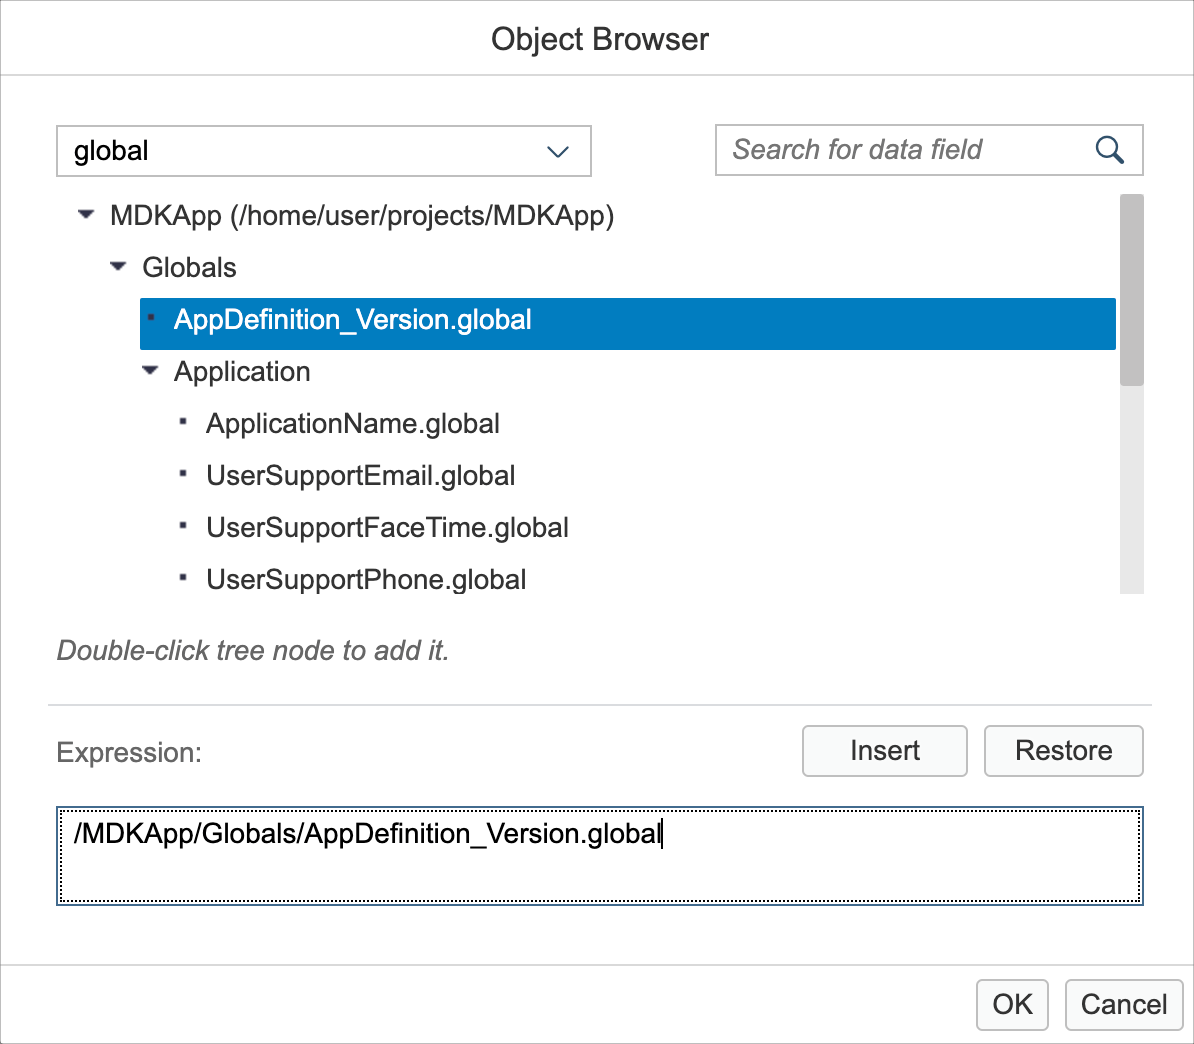 Object Browser
global
Search for data field
MDKApp (/home/user/projects/MDKApp)
Globals
AppDefinition_Version.global
Application
ApplicationName.global
UserSupportEmail.global
UserSupportFaceTime.global
UserSupportPhone.global
Double-click tree node to add it.
Expression:
Insert
Restore
/MDKApp/Globals/AppDefinition_Version.global
OK
Cancel